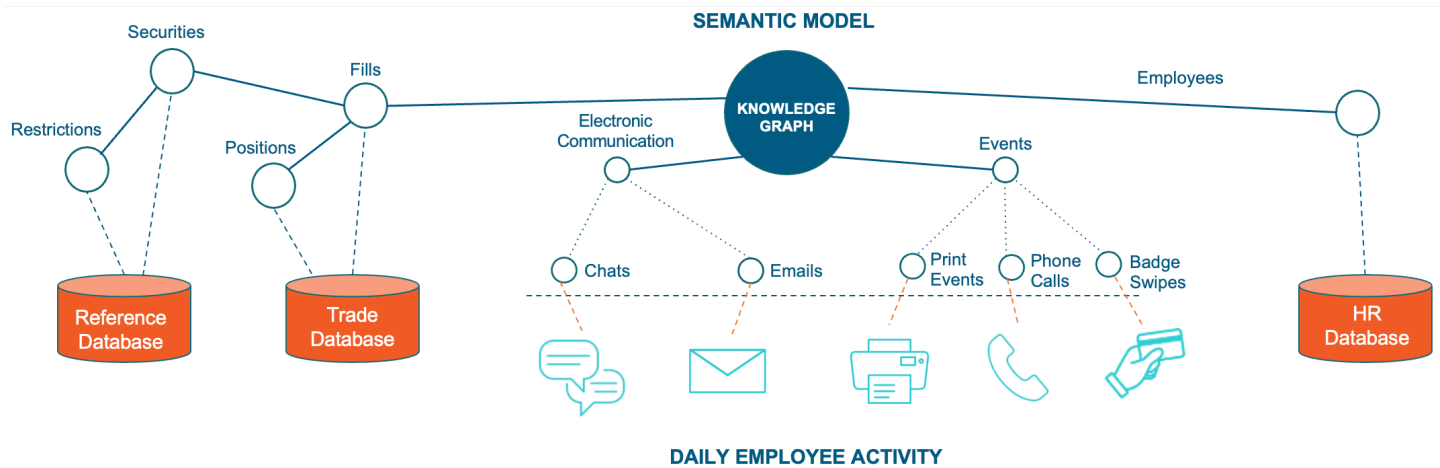 SEMANTIC MODEL
Securities
Fills
Employees
KNOWLEDGE
GRAPH
Restrictions
Positions
Electronic
Communication
Events
Chats
Emails
Print
Events
Phone
Calls
Badge
Swipes
Reference
Database
Trade
Database
HR
Database
DAILY EMPLOYEE ACTIVITY